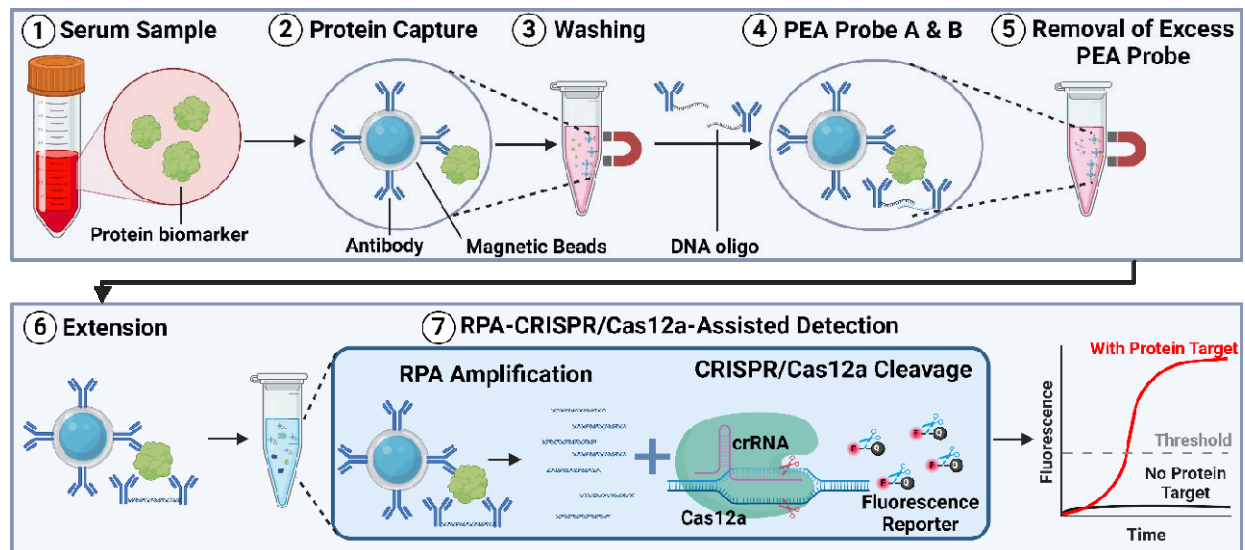 1 Serum Sample
2 Protein Capture
3 Washing
4 PEA Probe A & B
5 Removal of Excess
PEA Probe
Protein biomarker
Antibody
Magnetic Beads
DNA oligo
6 Extension
7 RPA-CRISPR/Cas12a-Assisted Detection
RPA Amplification
CRISPR/Cas12a Cleavage
crRNA
Cas12a
F Q
F Q
F Q
F Q
Fluorescence
Reporter
With Protein Target
Threshold
No Protein
Target
Fluorescence
Time